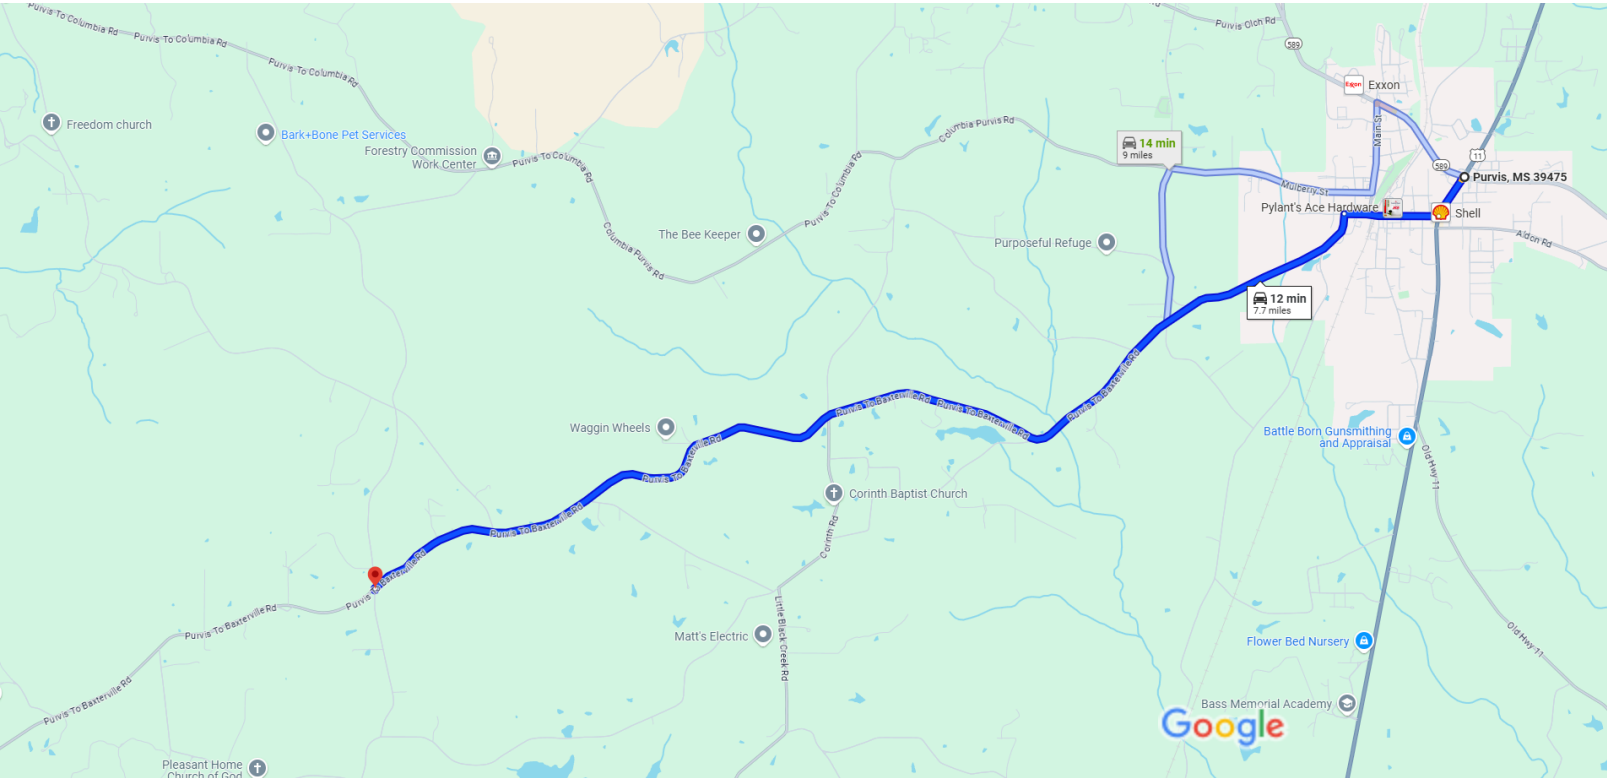 Purvis To Columbia Rd
Purvis To Columbia Rd
Purvis To Columbia Rd
Purvis Olch Rd
589
Exxon
Exxon
Main St
Freedom church
Bark+Bone Pet Services
Forestry Commission
Work Center
Purvis To Columbia Rd
Columbia Purvis Rd
14 min
9 miles
11
589
Purvis, MS 39475
Mulberry St
Pylant's Ace Hardware
Shell
Purvis To Columbia Rd
The Bee Keeper
Columbia Purvis Rd
Purposeful Refuge
Aldon Rd
12 min
7.7 miles
Purvis To Baxterville Rd
Purvis To Baxterville Rd
Purvis To Baxterville Rd
Waggin Wheels
Purvis To Baxterville Rd
Battle Born Gunsmithing
and Appraisal
Old Hwy 11
Corinth Baptist Church
Purvis To Baxterville Rd
Corinth Rd
Purvis To Baxterville Rd
Purvis To Baxterville Rd
Little Black Creek Rd
Matt's Electric
Flower Bed Nursery
Old Hwy 11
Purvis To Baxterville Rd
Bass Memorial Academy
Google
Pleasant Home
Church of God